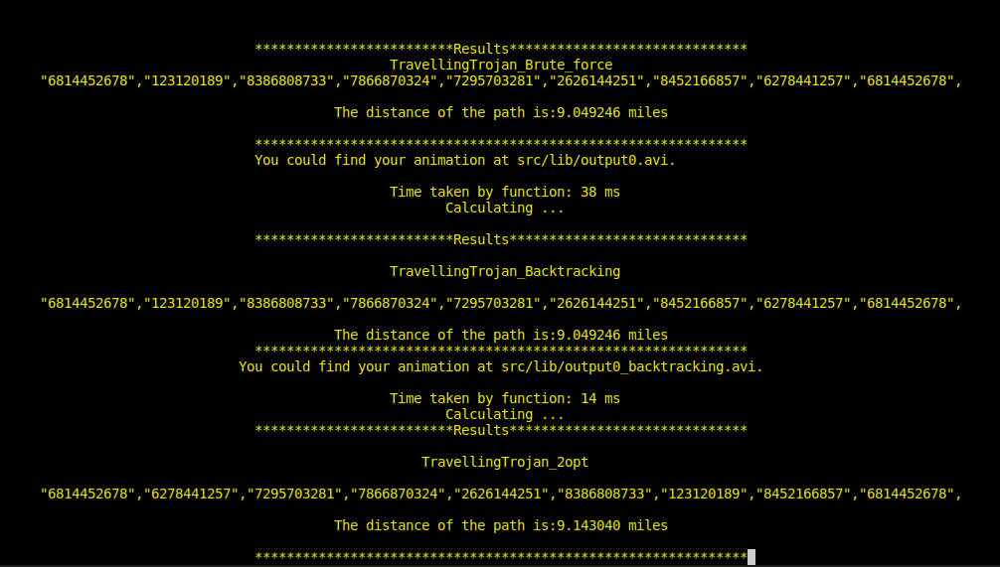 *************************Results******************************
TravellingTrojan_Brute_force
"6814452678","123120189","8386808733","7866870324","7295703281","2626144251","8452166857","6278441257","6814452678",
The distance of the path is:9.049246 miles
**************************************************************
You could find your animation at src/lib/output0.avi.
Time taken by function: 38 ms
Calculating ...
*************************Results******************************
TravellingTrojan_Backtracking
"6814452678","123120189","8386808733","7866870324","7295703281","2626144251","8452166857","6278441257","6814452678",
The distance of the path is:9.049246 miles
**************************************************************
You could find your animation at src/lib/output0_backtracking.avi.
Time taken by function: 14 ms
Calculating ...
*************************Results******************************
TravellingTrojan_2opt
"6814452678","6278441257","7295703281","7866870324","2626144251","8386808733","123120189","8452166857","6814452678",
The distance of the path is:9.143040 miles
**************************************************************